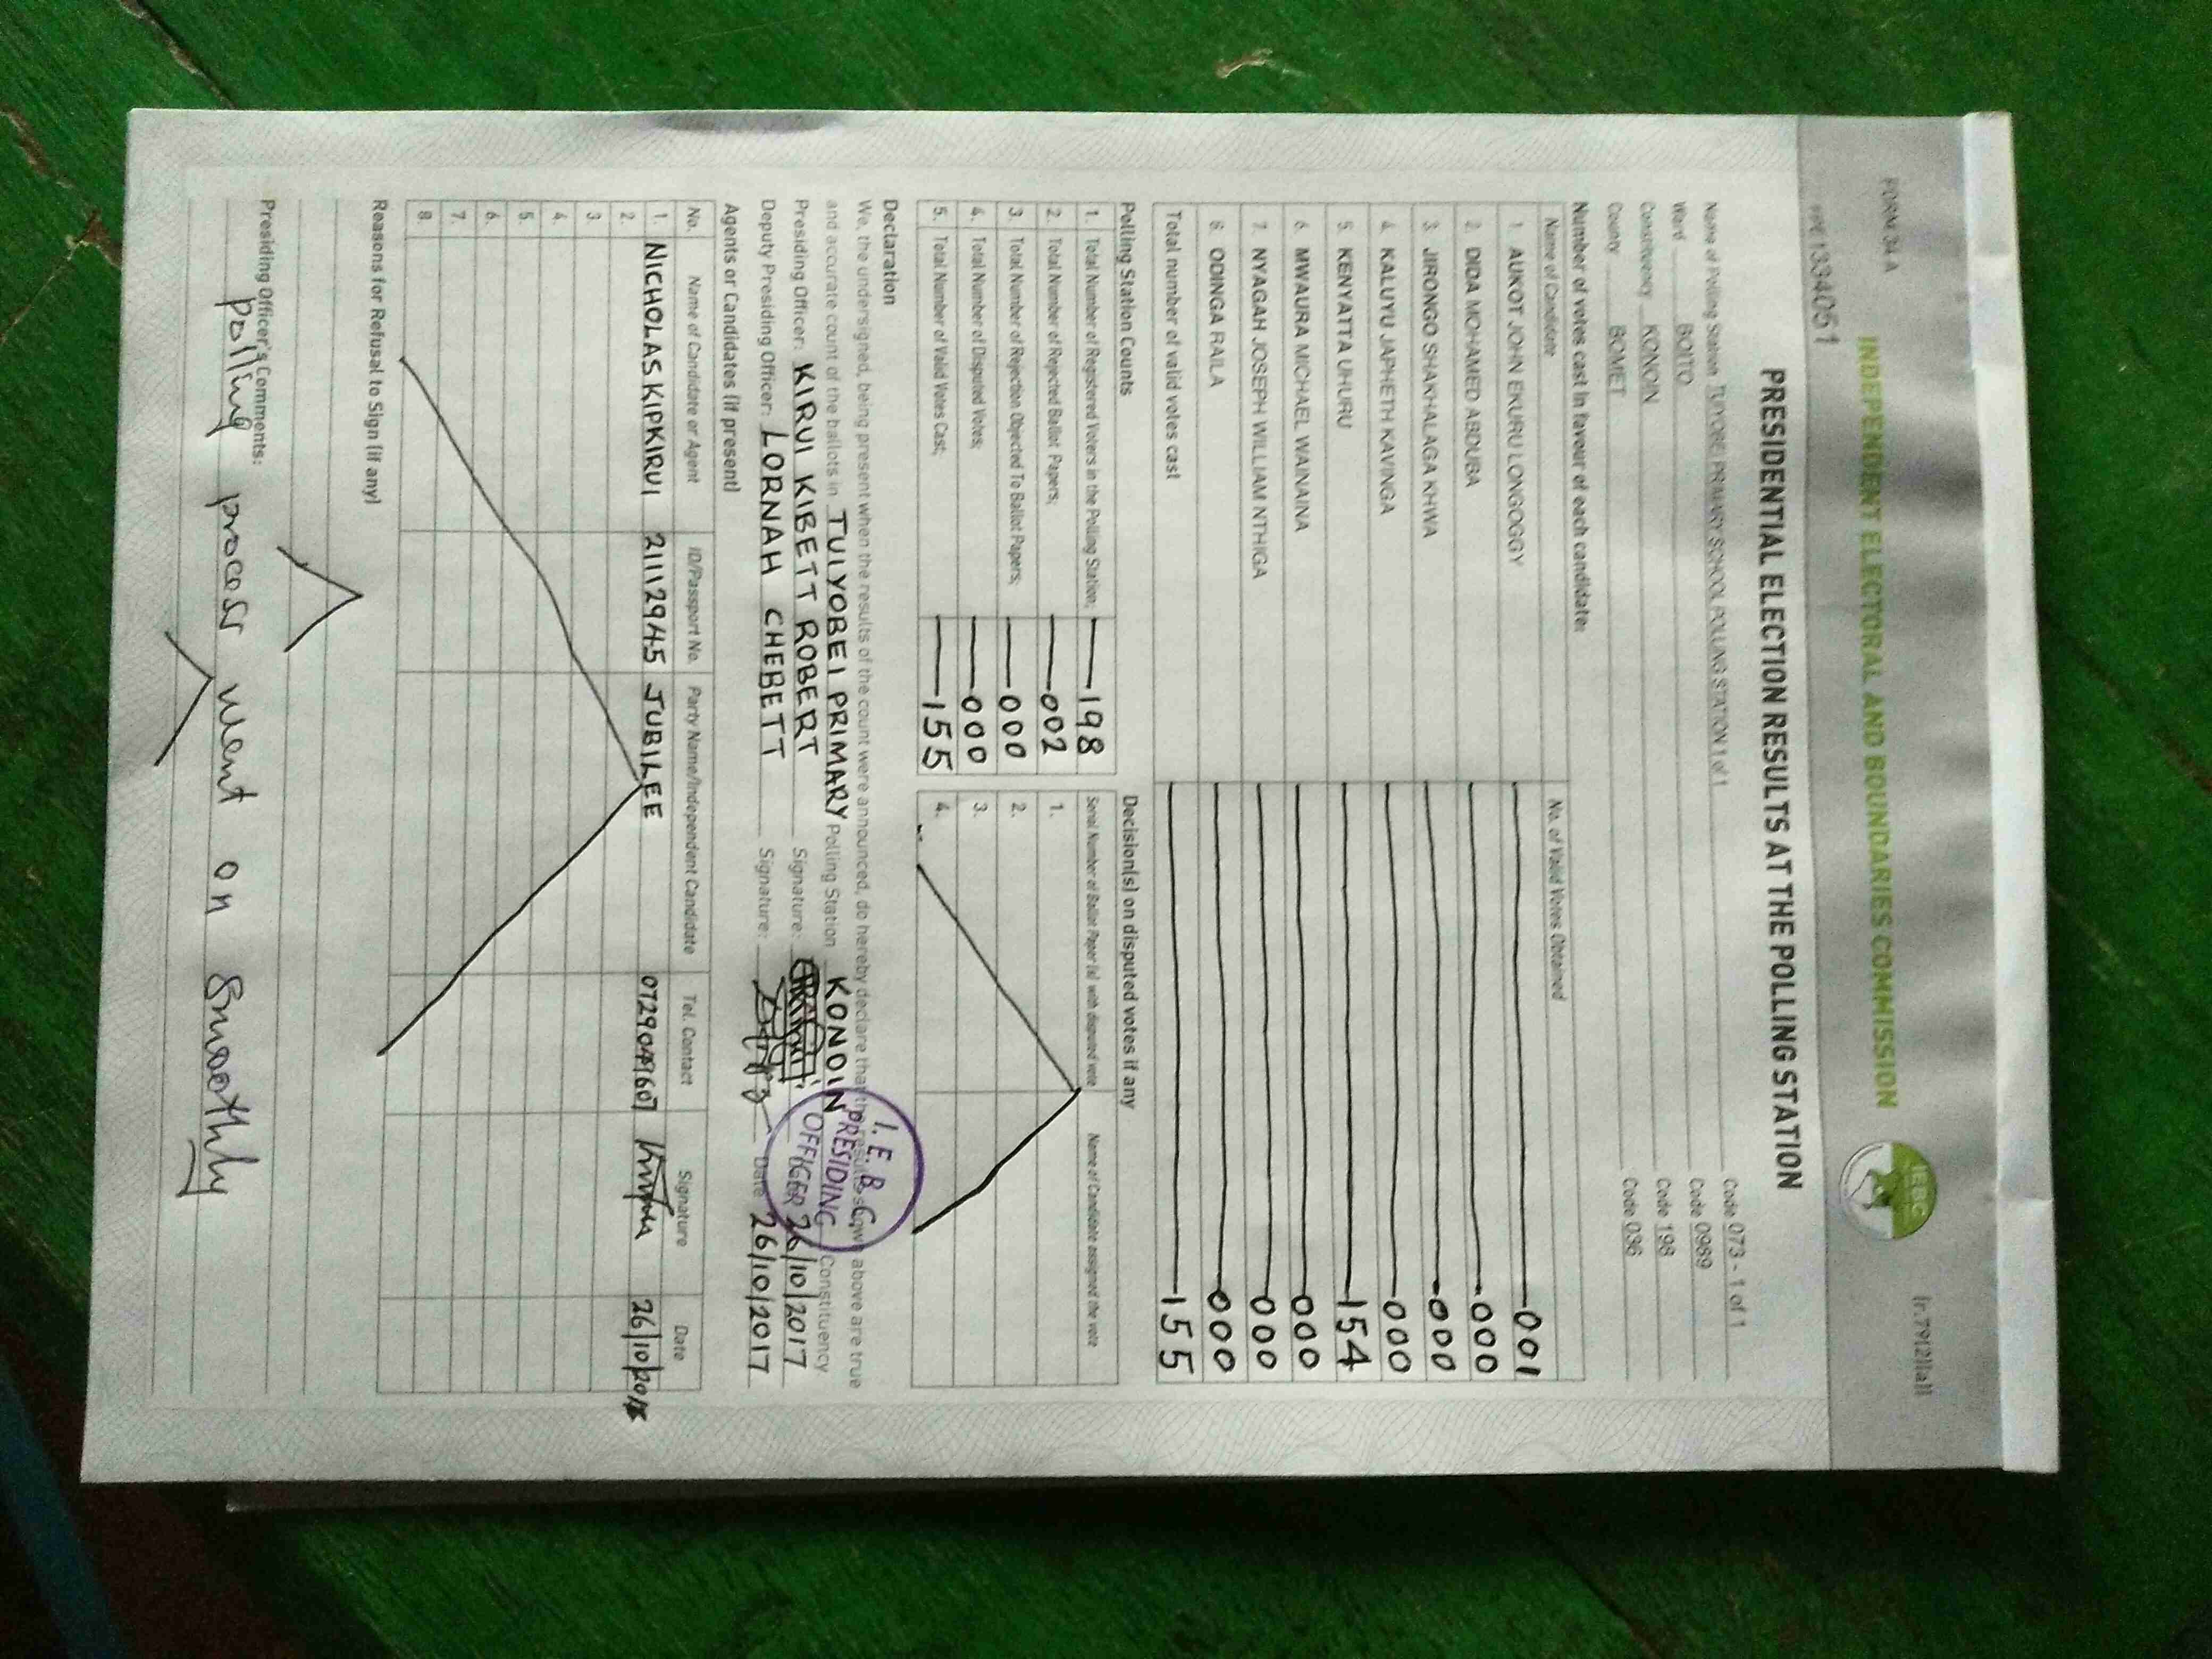 FORM 34 A
INDEPENDENT ELECTORAL AND BOUNDARIES COMMISSION
IEBC
(r.79(2)(a))
1334051
PRESIDENTIAL ELECTION RESULTS AT THE POLLING STATION
Name of Polling Station TUIYOBEI PRIMARY SCHOOL POLLING STATION 1 of 1 Code 073 - 1 of 1
Ward BOITO Code 0989
Constituency KONOIN Code 198
County BOMET Code 036
Number of votes cast in favour of each candidate:
Name of Candidate No. of Valid Votes Obtained
1. AUKOT JOHN EKURU LONGOGGY 001
2. DIDA MOHAMED ABDUBA 000
3. JIRONGO SHAKHALAGA KHWA 000
4. KALUYU JAPHETH KAVINGA 000
5. KENYATTA UHURU 154
6. MWAURA MICHAEL WAINAINA 000
7. NYAGAH JOSEPH WILLIAM NTHIGA 000
8. ODINGA RAILA 000
Total number of valid votes cast 155
Polling Station Counts
1. Total Number of Registered Voters in the Polling Station; 198
2. Total Number of Rejected Ballot Papers; 002
3. Total Number of Rejection Objected To Ballot Papers; 000
4. Total Number of Disputed Votes; 000
5. Total Number of Valid Votes Cast; 155
Decision(s) on disputed votes if any
Serial Number of Ballot Paper (s) with disputed vote Name of Candidate assigned the vote
1.
2.
3.
4.
Declaration
We, the undersigned, being present when the results of the count were announced, do hereby declare that the results shown above are true
and accurate count of the ballots in TUIYOBEI PRIMARY Polling Station KONOIN Constituency
Presiding Officer: KIRUI KIBETT ROBERT Signature: 26/10/2017
Deputy Presiding Officer: LORNAH CHEBETT Signature: Date 26/10/2017
I.E.B.C.
PRESIDING
OFFICER
Agents or Candidates (if present)
No. Name of Candidate or Agent ID/Passport No. Party Name/Independent Candidate Tel. Contact Signature Date
1. NICHOLAS KIPKIRUI JUBILEE
2.
3.
4.
5.
6.
7.
8.
Reasons for Refusal to Sign (if any)
Presiding Officer's Comments:
Polling process went on smoothly